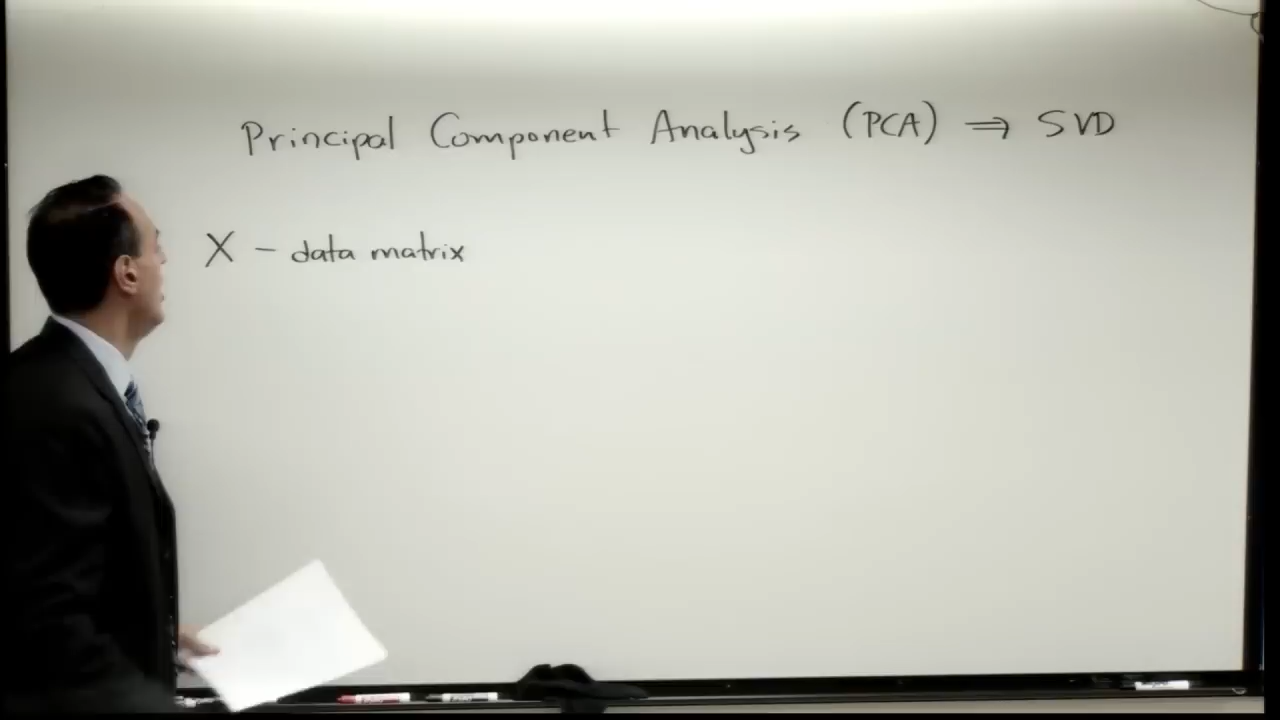 Principal Component Analysis (PCA) ⇒ SVD
X – data matrix